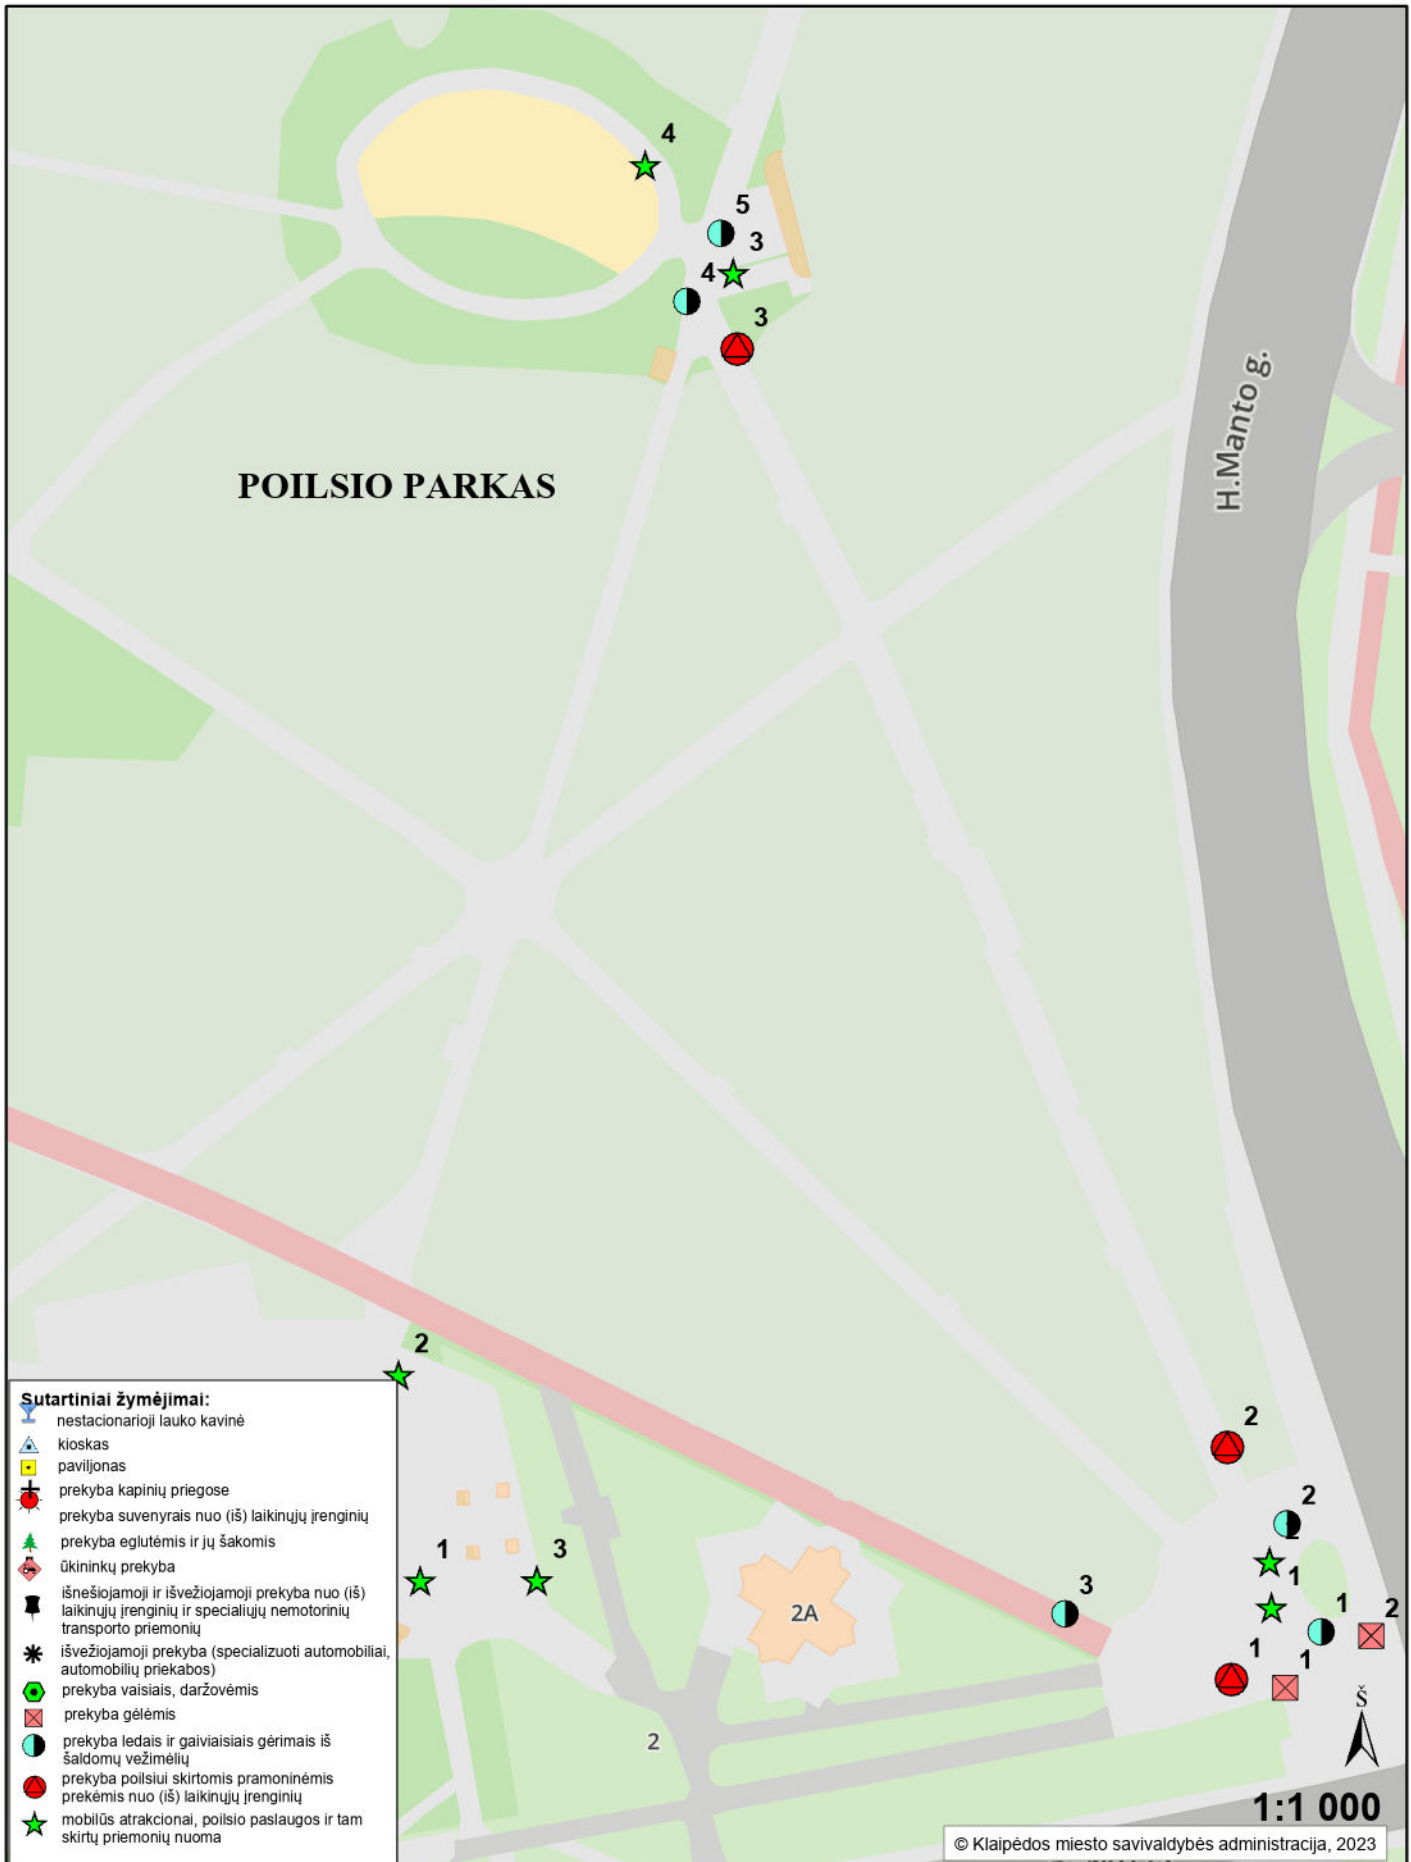 4
5
3
4
3
H.Manto g.
POILSIO PARKAS
2
2
2
2
1
3
3
1
1
2
1
1
2A
2
Š
1:1 000
© Klaipėdos miesto savivaldybės administracija, 2023
Sutartiniai žymėjimai:
nestacionarioji lauko kavinė
kioskas
paviljonas
prekyba kapinių priegose
prekyba suvenyrais nuo (iš) laikinųjų įrenginių
prekyba eglutėmis ir jų šakomis
ūkininkų prekyba
išnešiojamoji ir išvežiojamoji prekyba nuo (iš)
laikinųjų įrenginių ir specialiųjų nemotorinių
transporto priemonių
išvežiojamoji prekyba (specializuoti automobiliai,
automobilių priekabos)
prekyba vaisiais, daržovėmis
prekyba gėlėmis
prekyba ledais ir gaiviaisiais gėrimais iš
šaldomų vežimėlių
prekyba poilsiui skirtomis pramoninėmis
prekėmis nuo (iš) laikinųjų įrenginių
mobilūs atrakcionai, poilsio paslaugos ir tam
skirtų priemonių nuoma